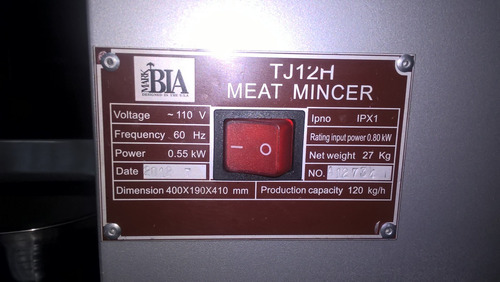 MARK
BIA
DESIGNED IN THE USA
TJ12H
MEAT MINCER
Voltage ~110 V
Ipno IPX1
Frequency 60 Hz
Rating input power 0.80 kW
Power 0.55 kW
Net weight 27 Kg
Date
NO.
Dimension 400X190X410 mm
Production capacity 120 kg/h